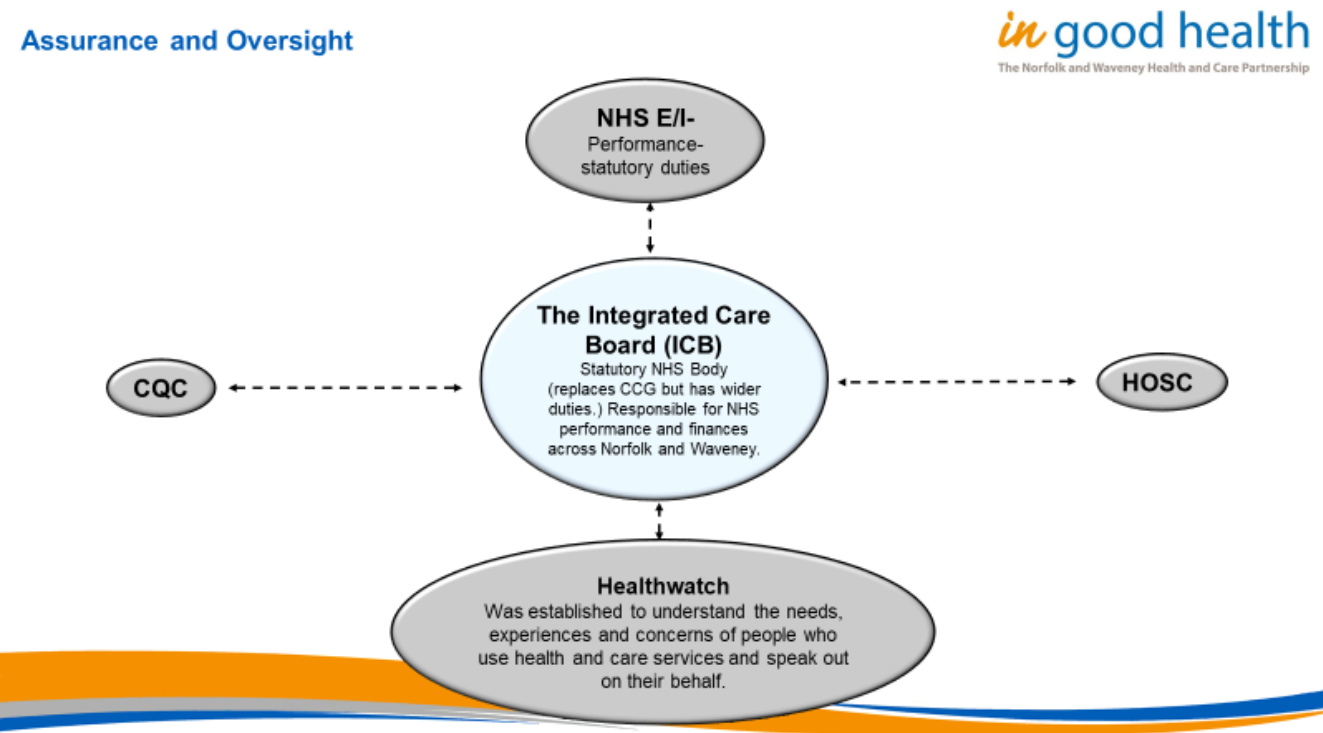 Assurance and Oversight
in good health
The Norfolk and Waveney Health and Care Partnership
NHS E/I-
Performance-
statutory duties
The Integrated Care
Board (ICB)
Statutory NHS Body
(replaces CCG but has wider
duties.) Responsible for NHS
performance and finances
across Norfolk and Waveney.
CQC
HOSC
Healthwatch
Was established to understand the needs,
experiences and concerns of people who
use health and care services and speak out
on their behalf.